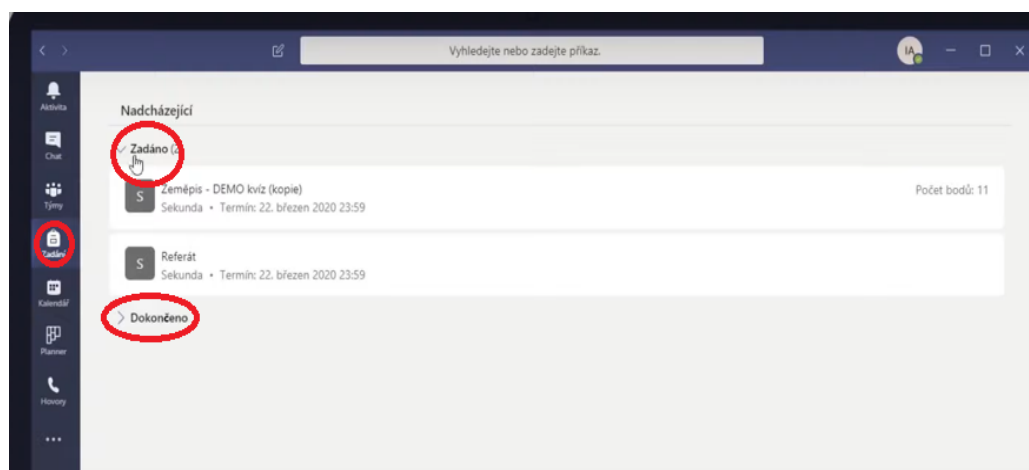 Vyhledejte nebo zadejte příkaz.
IA
Aktivita
Chat
Týmy
Zadání
Kalendář
Planner
Hovory
Nadcházející
Zadáno (2
S
Zeměpis - DEMO kvíz (kopie)
Počet bodů: 11
Sekunda • Termín: 22. březen 2020 23:59
S
Referát
Sekunda • Termín: 22. březen 2020 23:59
Dokončeno